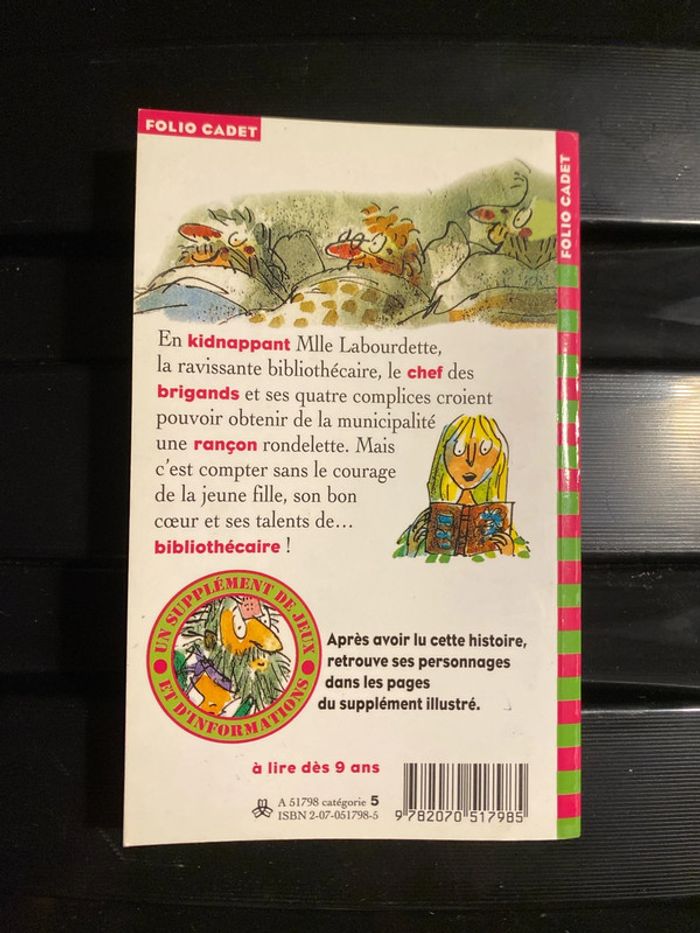 FOLIO CADET
FOLIO CADET
En kidnappant Mlle Labourdette,
la ravissante bibliothécaire, le chef des
brigands et ses quatre complices croient
pouvoir obtenir de la municipalité
une rançon rondelette. Mais
c'est compter sans le courage
de la jeune fille, son bon
cœur et ses talents de...
bibliothécaire !
UN SUPPLÉMENT DE JEUX
ET D'INFORMATIONS
Après avoir lu cette histoire,
retrouve ses personnages
dans les pages
du supplément illustré.
à lire dès 9 ans
A 51798 catégorie 5
ISBN 2-07-051798-5
9 782070 517985